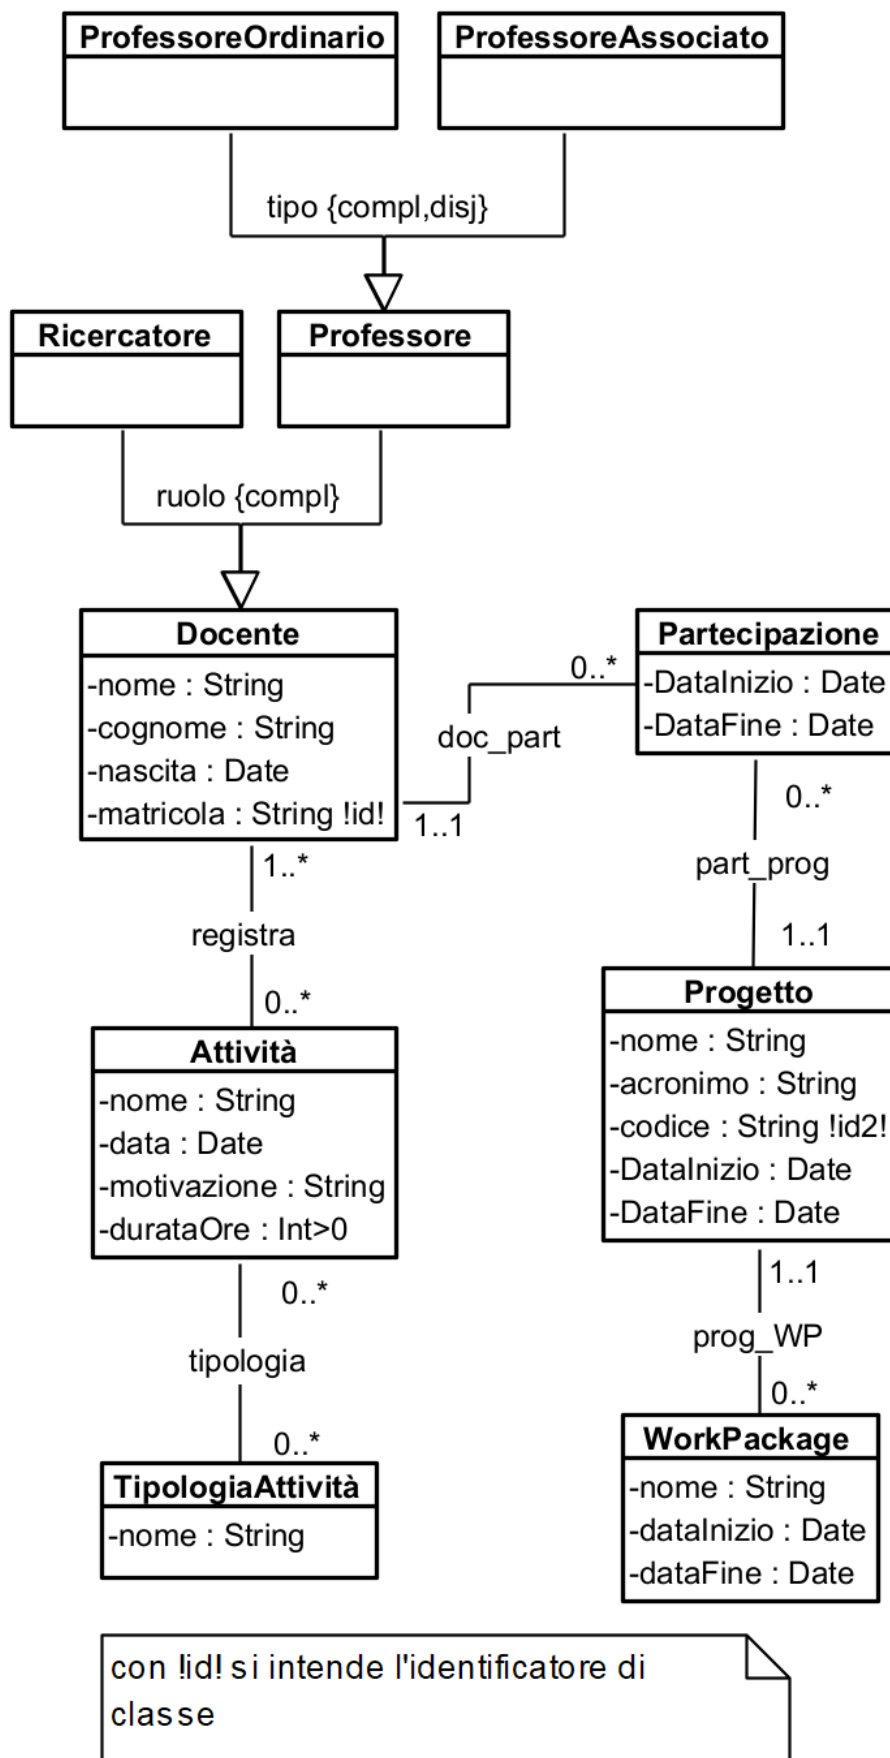 ProfessoreOrdinario
ProfessoreAssociato
tipo {compl,disj}
Ricercatore
Professore
ruolo {compl}
Docente
-nome : String
-cognome : String
-nascita : Date
-matricola : String !id!
Partecipazione
-DataInizio : Date
-DataFine : Date
0..*
doc_part
1..1
0..*
part_prog
1..1
1..*
registra
0..*
Progetto
-nome : String
-acronimo : String
-codice : String !id2!
-DataInizio : Date
-DataFine : Date
Attività
-nome : String
-data : Date
-motivazione : String
-durataOre : Int>0
1..1
prog_WP
0..*
0..*
tipologia
0..*
WorkPackage
-nome : String
-dataInizio : Date
-dataFine : Date
TipologiaAttività
-nome : String
con !id! si intende l'identificatore di
classe